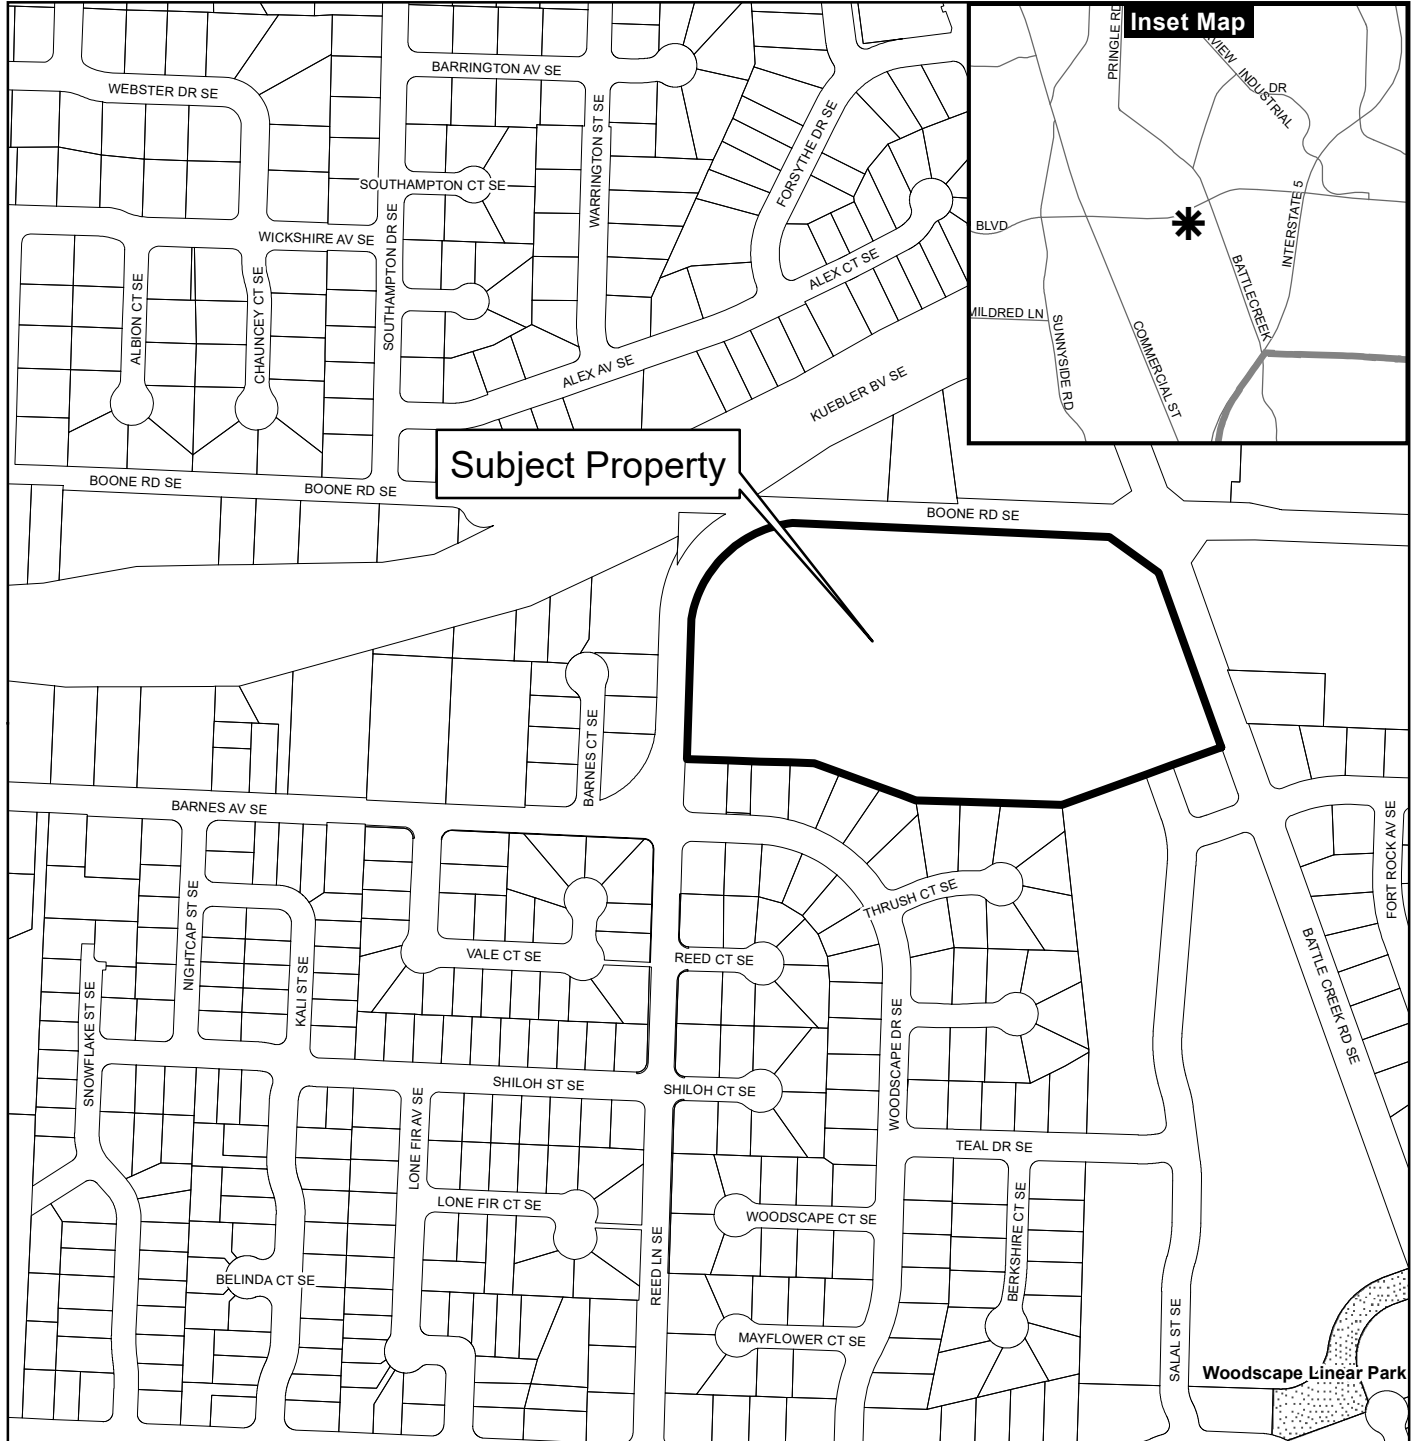 Inset Map
PRINGLE RD
VIEW INDUSTRIAL
DR
BLVD
INTERSTATE 5
BATTLECREEK
MILDRED LN
SUNNYSIDE RD
COMMERCIAL ST
BARRINGTON AV SE
WEBSTER DR SE
WARRINGTON ST SE
FORSYTHE DR SE
SOUTHAMPTON CT SE
SOUTHAMPTON DR SE
WICKSHIRE AV SE
ALBION CT SE
CHAUNCEY CT SE
ALEX CT SE
ALEX AV SE
KUEBLER BV SE
Subject Property
BOONE RD SE
BOONE RD SE
BOONE RD SE
BARNES CT SE
BARNES AV SE
FORT ROCK AV SE
THRUSH CT SE
NIGHTCAP ST SE
KALI ST SE
VALE CT SE
REED CT SE
BATTLE CREEK RD SE
SNOWFLAKE ST SE
WOODSCAPE DR SE
SHILOH ST SE
SHILOH CT SE
LONE FIR AV SE
TEAL DR SE
LONE FIR CT SE
WOODSCAPE CT SE
BERKSHIRE CT SE
REED LN SE
BELINDA CT SE
MAYFLOWER CT SE
SALAL ST SE
Woodscape Linear Park